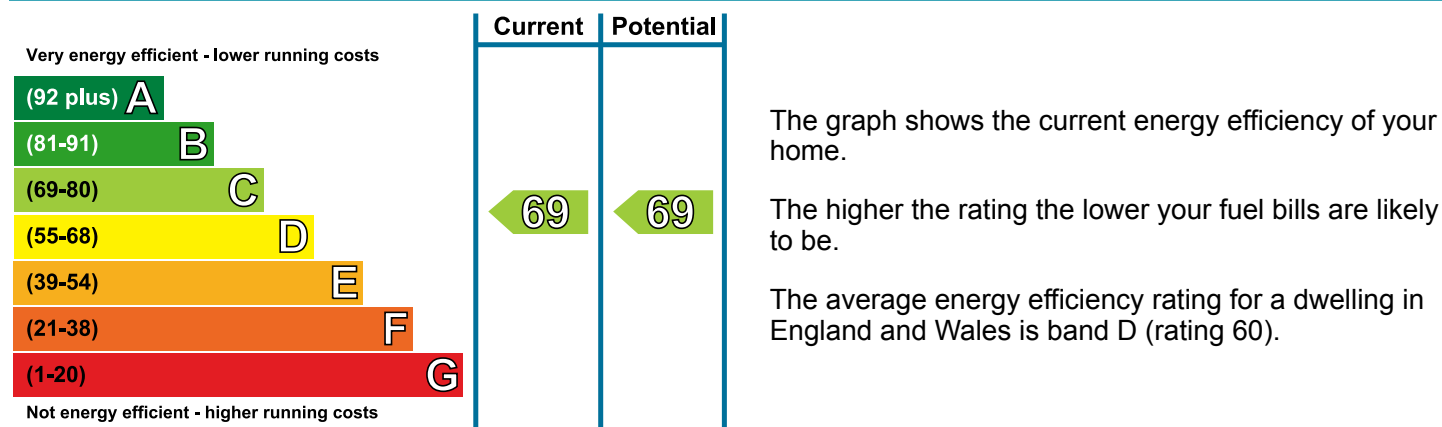 Current Potential
Very energy efficient - lower running costs
(92 plus) A
(81-91) B
(69-80) C
(55-68) D
(39-54) E
(21-38) F
(1-20) G
Not energy efficient - higher running costs
69 69
The graph shows the current energy efficiency of your
home.
The higher the rating the lower your fuel bills are likely
to be.
The average energy efficiency rating for a dwelling in
England and Wales is band D (rating 60).